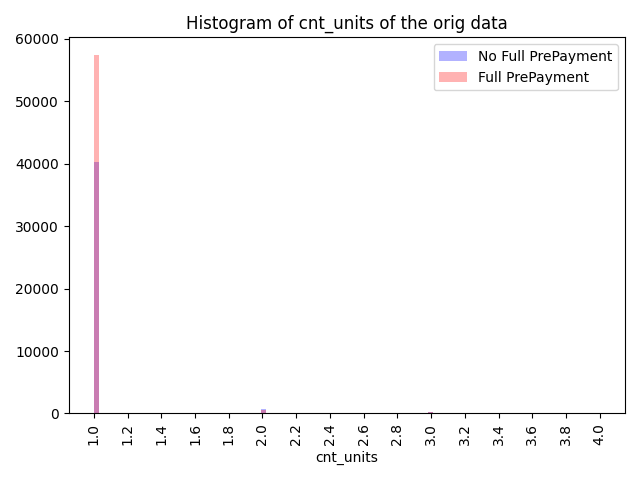 Histogram of cnt_units of the orig data
No Full PrePayment
Full PrePayment
60000
50000
40000
30000
20000
10000
0
1.0 1.2 1.4 1.6 1.8 2.0 2.2 2.4 2.6 2.8 3.0 3.2 3.4 3.6 3.8 4.0
cnt_units